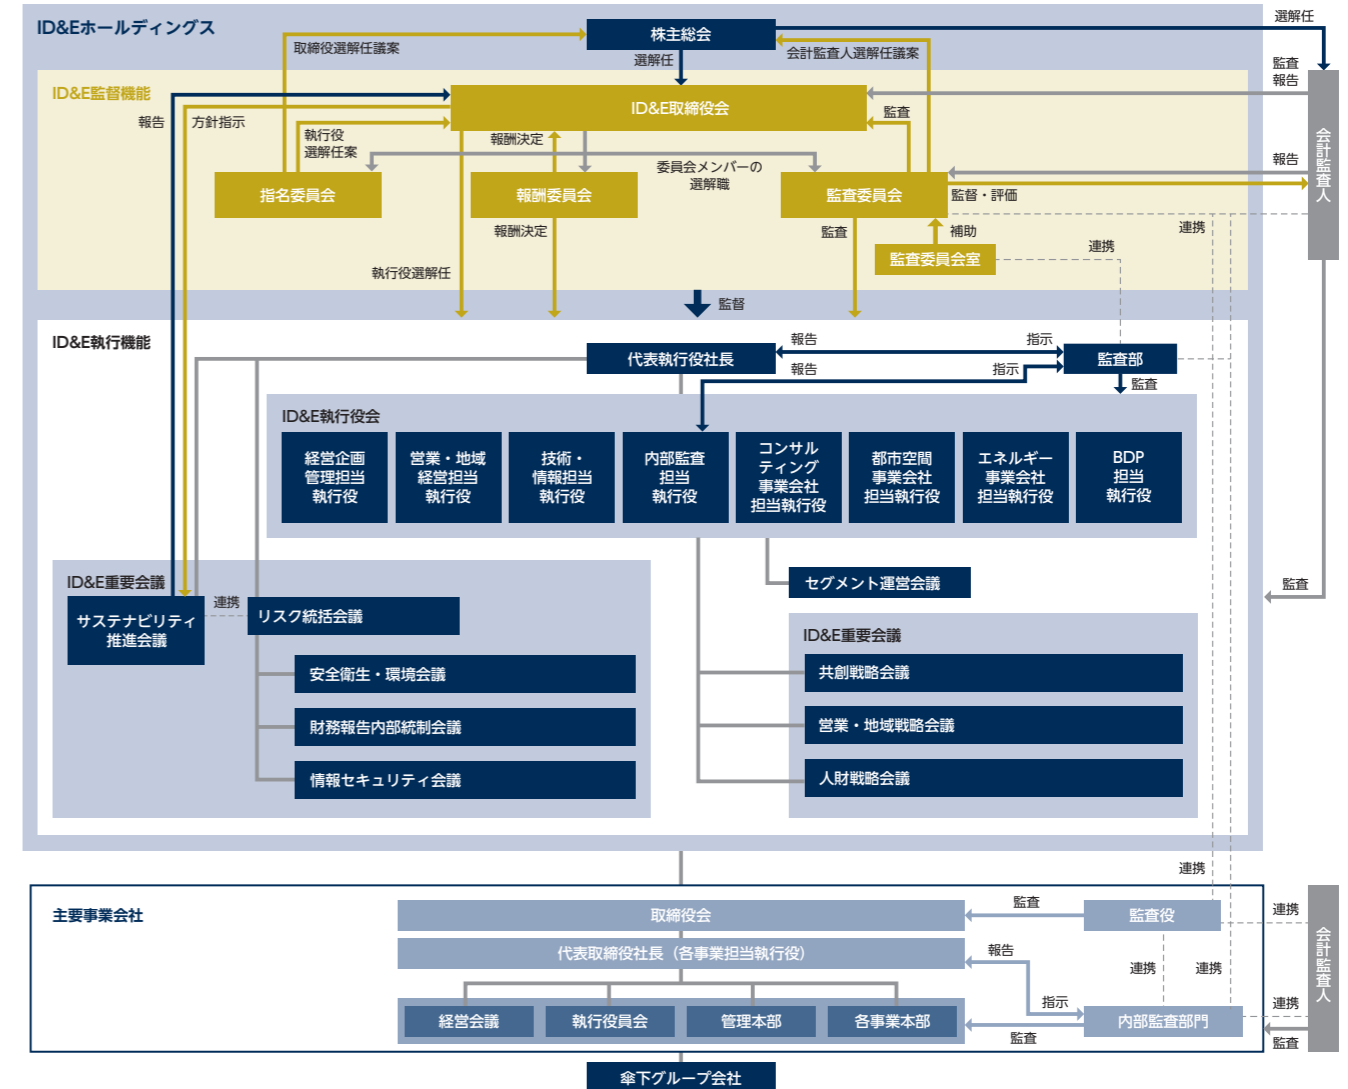 ID&Eホールディングス
株主総会
選解任
取締役選解任議案
選解任
会計監査人選解任議案
監査
報告
ID&E監督機能
ID&E取締役会
報告
方針指示
執行役
選解任案
報酬決定
監査
委員会メンバーの
選解職
報告
会計監査人
指名委員会
報酬委員会
監査委員会
監督・評価
報酬決定
監査
補助
連携
連携
監査委員会室
執行役選解任
監督
ID&E執行機能
代表執行役社長
報告
指示
監査部
報告
指示
監査
ID&E執行役会
経営企画
管理担当
執行役
営業・地域
経営担当
執行役
技術・
情報担当
執行役
内部監査
担当
執行役
コンサル
ティング
事業会社
担当執行役
都市空間
事業会社
担当執行役
エネルギー
事業会社
担当執行役
BDP
担当
執行役
ID&E重要会議
サステナビリティ
推進会議
連携
リスク統括会議
安全衛生・環境会議
財務報告内部統制会議
情報セキュリティ会議
セグメント運営会議
監査
ID&E重要会議
共創戦略会議
営業・地域戦略会議
人財戦略会議
連携
主要事業会社
取締役会
監査
監査役
連携
会計監査人
代表取締役社長（各事業担当執行役）
報告
連携
連携
指示
連携
経営会議
執行役員会
管理本部
各事業本部
監査
内部監査部門
監査
傘下グループ会社